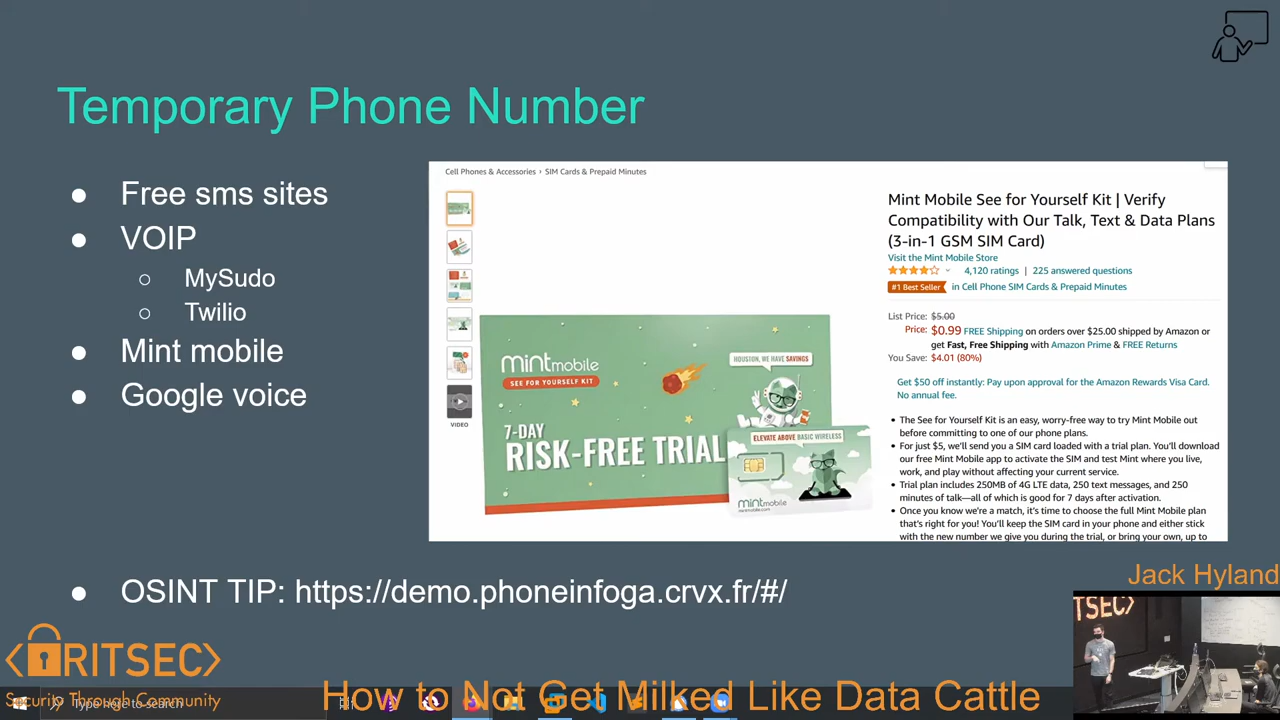 Temporary Phone Number
● Free sms sites
● VOIP
○ MySudo
○ Twilio
● Mint mobile
● Google voice
● OSINT TIP: https://demo.phoneinfoga.crvx.fr/#/
Cell Phones & Accessories › SIM Cards & Prepaid Minutes
VIDEO
mintmobile
SEE FOR YOURSELF KIT
HOUSTON, WE HAVE SAVINGS
7-DAY
RISK-FREE TRIAL
ELEVATE ABOVE BASIC WIRELESS
mintmobile
mintmobile.com
Mint Mobile See for Yourself Kit | Verify
Compatibility with Our Talk, Text & Data Plans
(3-in-1 GSM SIM Card)
Visit the Mint Mobile Store
4,120 ratings | 225 answered questions
#1 Best Seller in Cell Phone SIM Cards & Prepaid Minutes
List Price: $5.00
Price: $0.99 FREE Shipping on orders over $25.00 shipped by Amazon or
get Fast, Free Shipping with Amazon Prime & FREE Returns
You Save: $4.01 (80%)
Get $50 off instantly: Pay upon approval for the Amazon Rewards Visa Card.
No annual fee.
• The See for Yourself Kit is an easy, worry-free way to try Mint Mobile out
before committing to one of our phone plans.
• For just $5, we'll send you a SIM card loaded with a trial plan. You'll download
our free Mint Mobile app to activate the SIM and test Mint where you live,
work, and play without affecting your current service.
• Trial plan includes 250MB of 4G LTE data, 250 text messages, and 250
minutes of talk—all of which is good for 7 days after activation.
• Once you know we're a match, it's time to choose the full Mint Mobile plan
that's right for you! You'll keep the SIM card in your phone and either stick
with the new number we give you during the trial, or bring your own, up to
Jack Hyland
RITSEC
Security Through Community
Type here to search
How to Not Get Milked Like Data Cattle
ITSEC